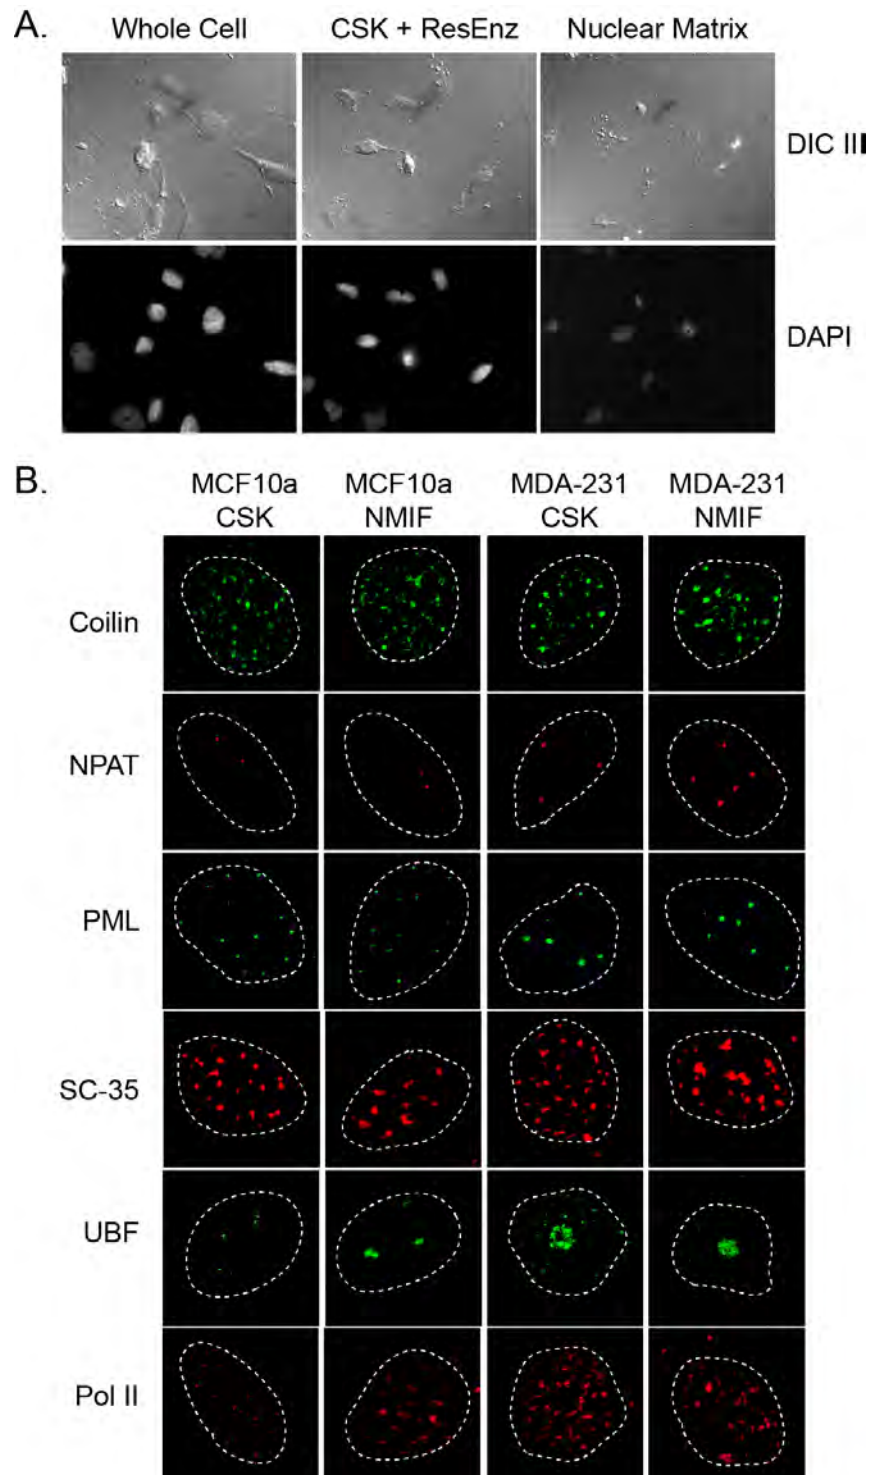 A.
Whole Cell
CSK + ResEnz
Nuclear Matrix
DIC III
DAPI
B.
MCF10a
CSK
MCF10a
NMIF
MDA-231
CSK
MDA-231
NMIF
Coilin
NPAT
PML
SC-35
UBF
Pol II